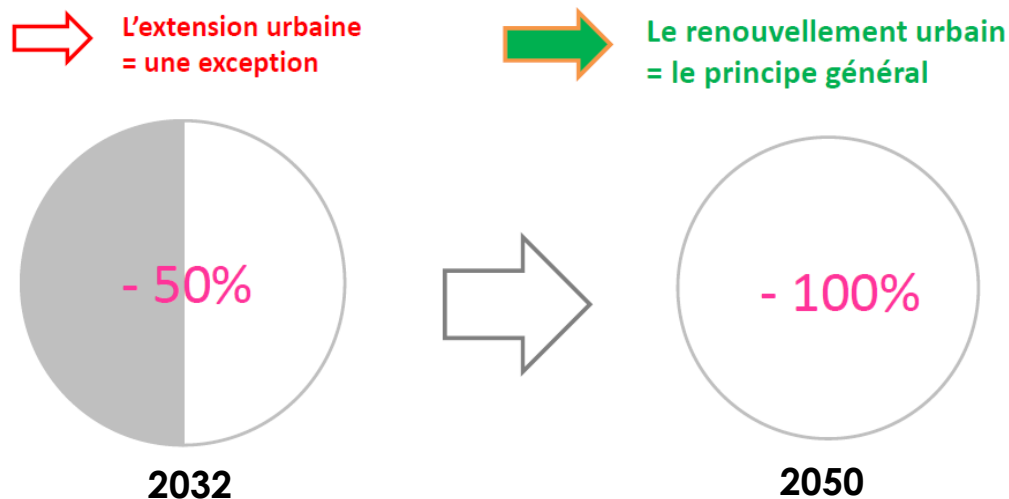 L’extension urbaine
= une exception
Le renouvellement urbain
= le principe général
- 50%
- 100%
2032
2050